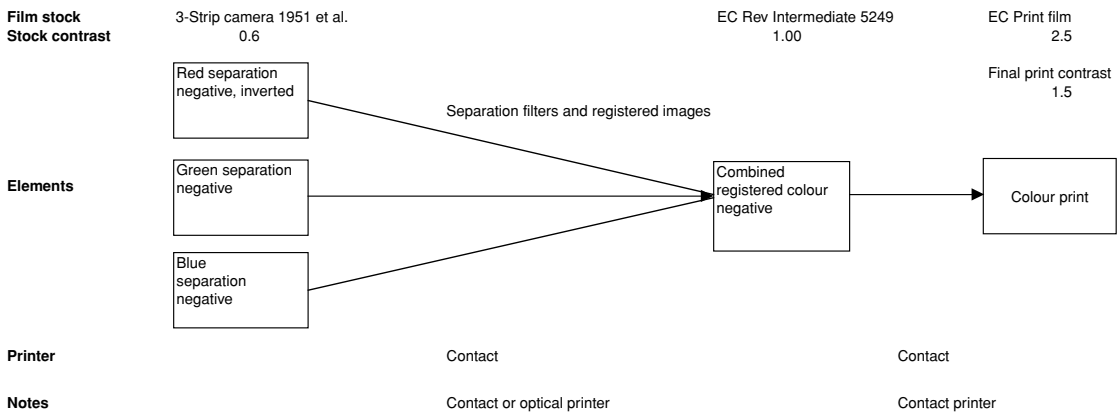 Film stock 3-Strip camera 1951 et al. EC Rev Intermediate 5249 EC Print film
Stock contrast 0.6 1.00 2.5
Final print contrast
1.5
Red separation
negative, inverted
Separation filters and registered images
Elements
Green separation
negative
Combined
registered colour
negative
Colour print
Blue
separation
negative
Printer Contact Contact
Notes Contact or optical printer Contact printer